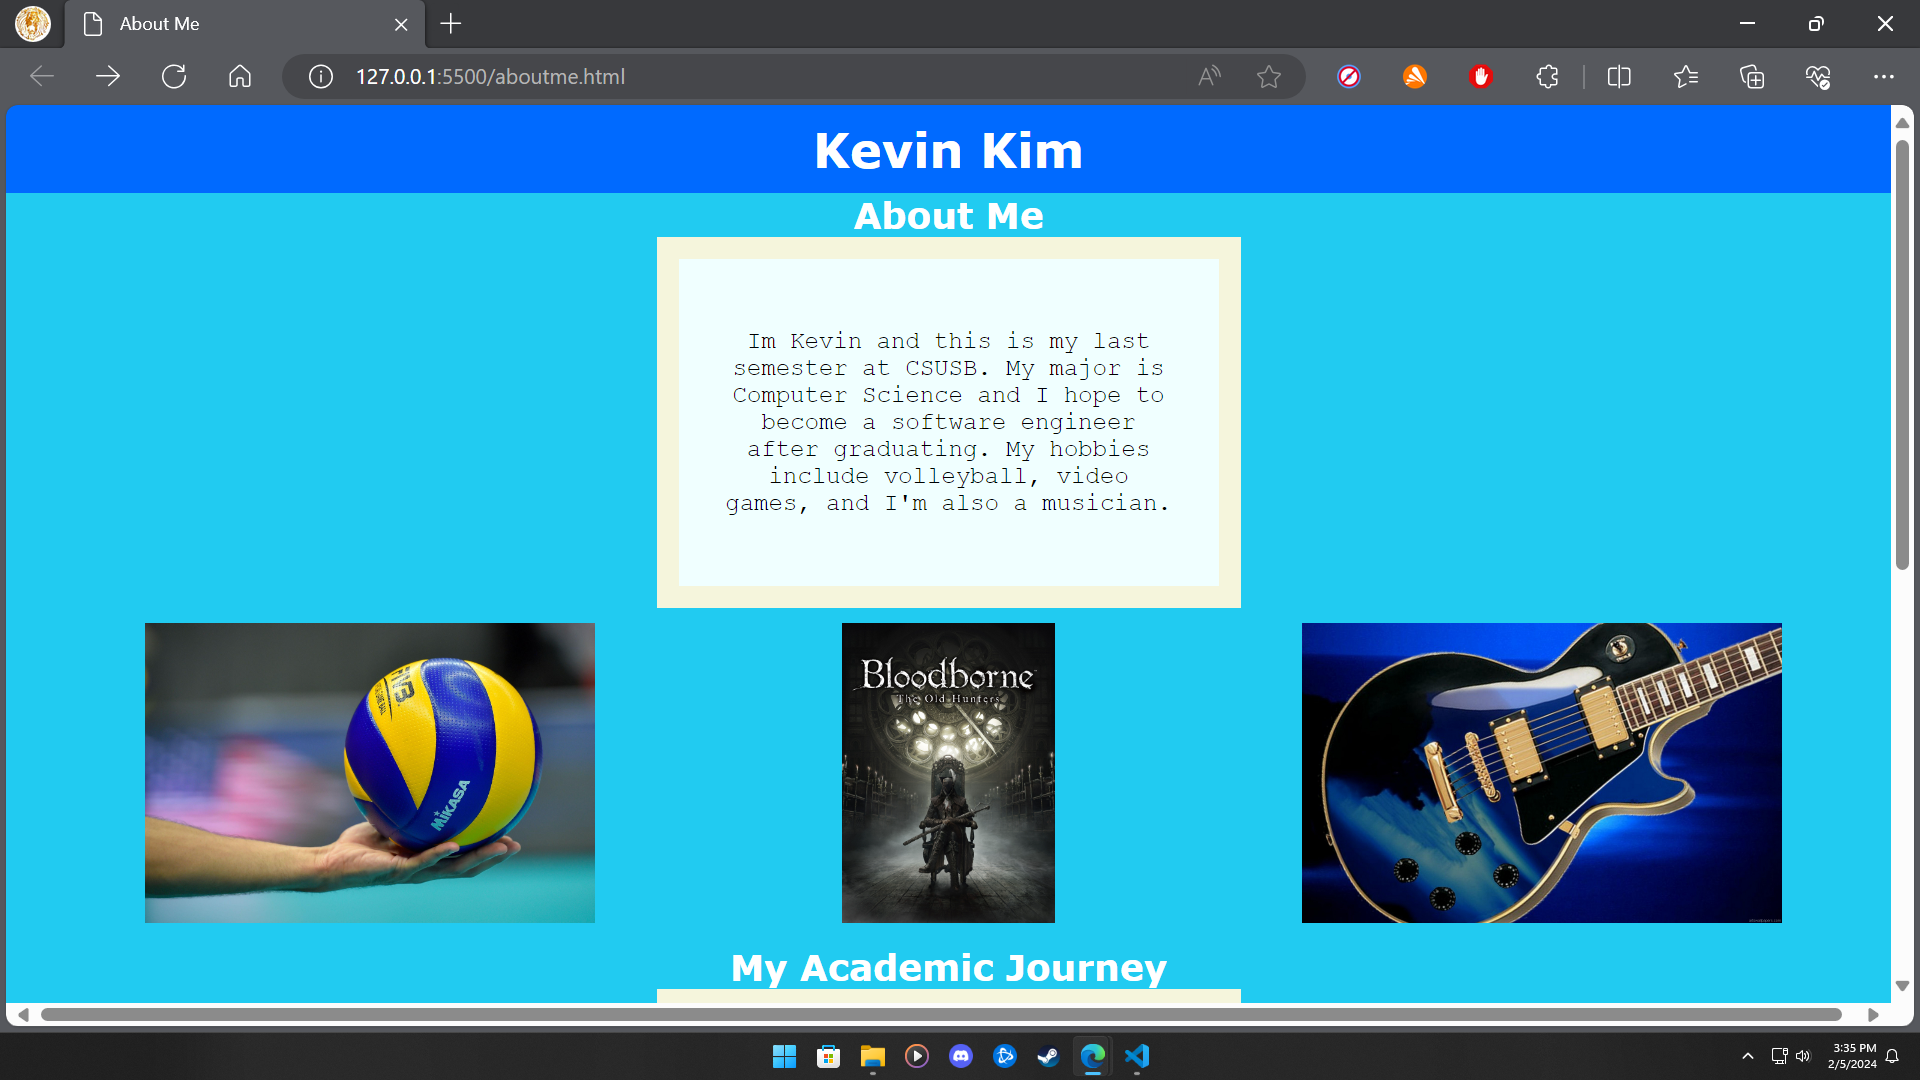 About Me
127.0.0.1:5500/aboutme.html
Kevin Kim
About Me
Im Kevin and this is my last
semester at CSUSB. My major is
Computer Science and I hope to
become a software engineer
after graduating. My hobbies
include volleyball, video
games, and I'm also a musician.
MIKASA
Bloodborne
The Old Hunters
My Academic Journey
3:35 PM
2/5/2024